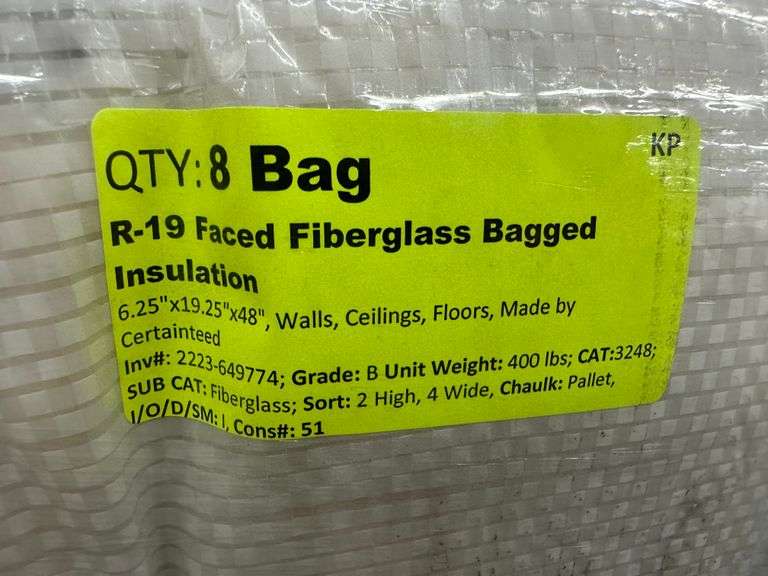 QTY: 8 Bag
KP
R-19 Faced Fiberglass Bagged
Insulation
6.25"x19.25"x48", Walls, Ceilings, Floors, Made by
Certainteed
Inv#: 2223-649774; Grade: B Unit Weight: 400 lbs; CAT:3248;
SUB CAT: Fiberglass; Sort: 2 High, 4 Wide, Chaulk: Pallet,
I/O/D/SM: I, Cons#: 51